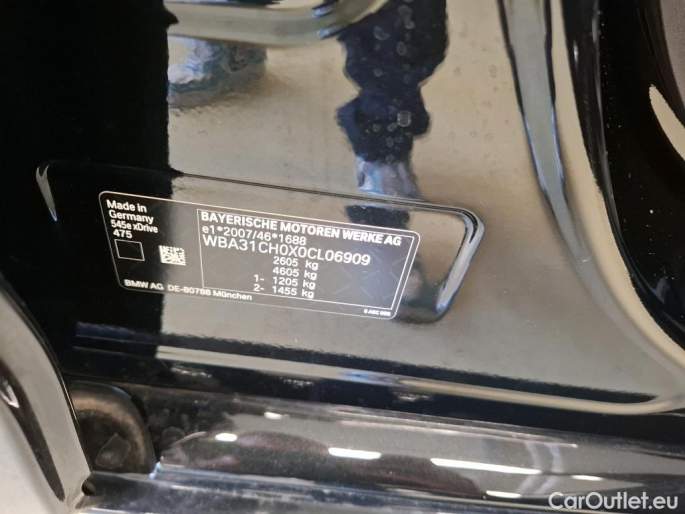 Made in
Germany
545e xDrive
475
BAYERISCHE MOTOREN WERKE AG
e1*2007/46*1688
WBA31CH0X0CL06909
2605 kg
4605 kg
1- 1205 kg
2- 1455 kg
BMW AG DE-80788 München
CarOutlet.eu